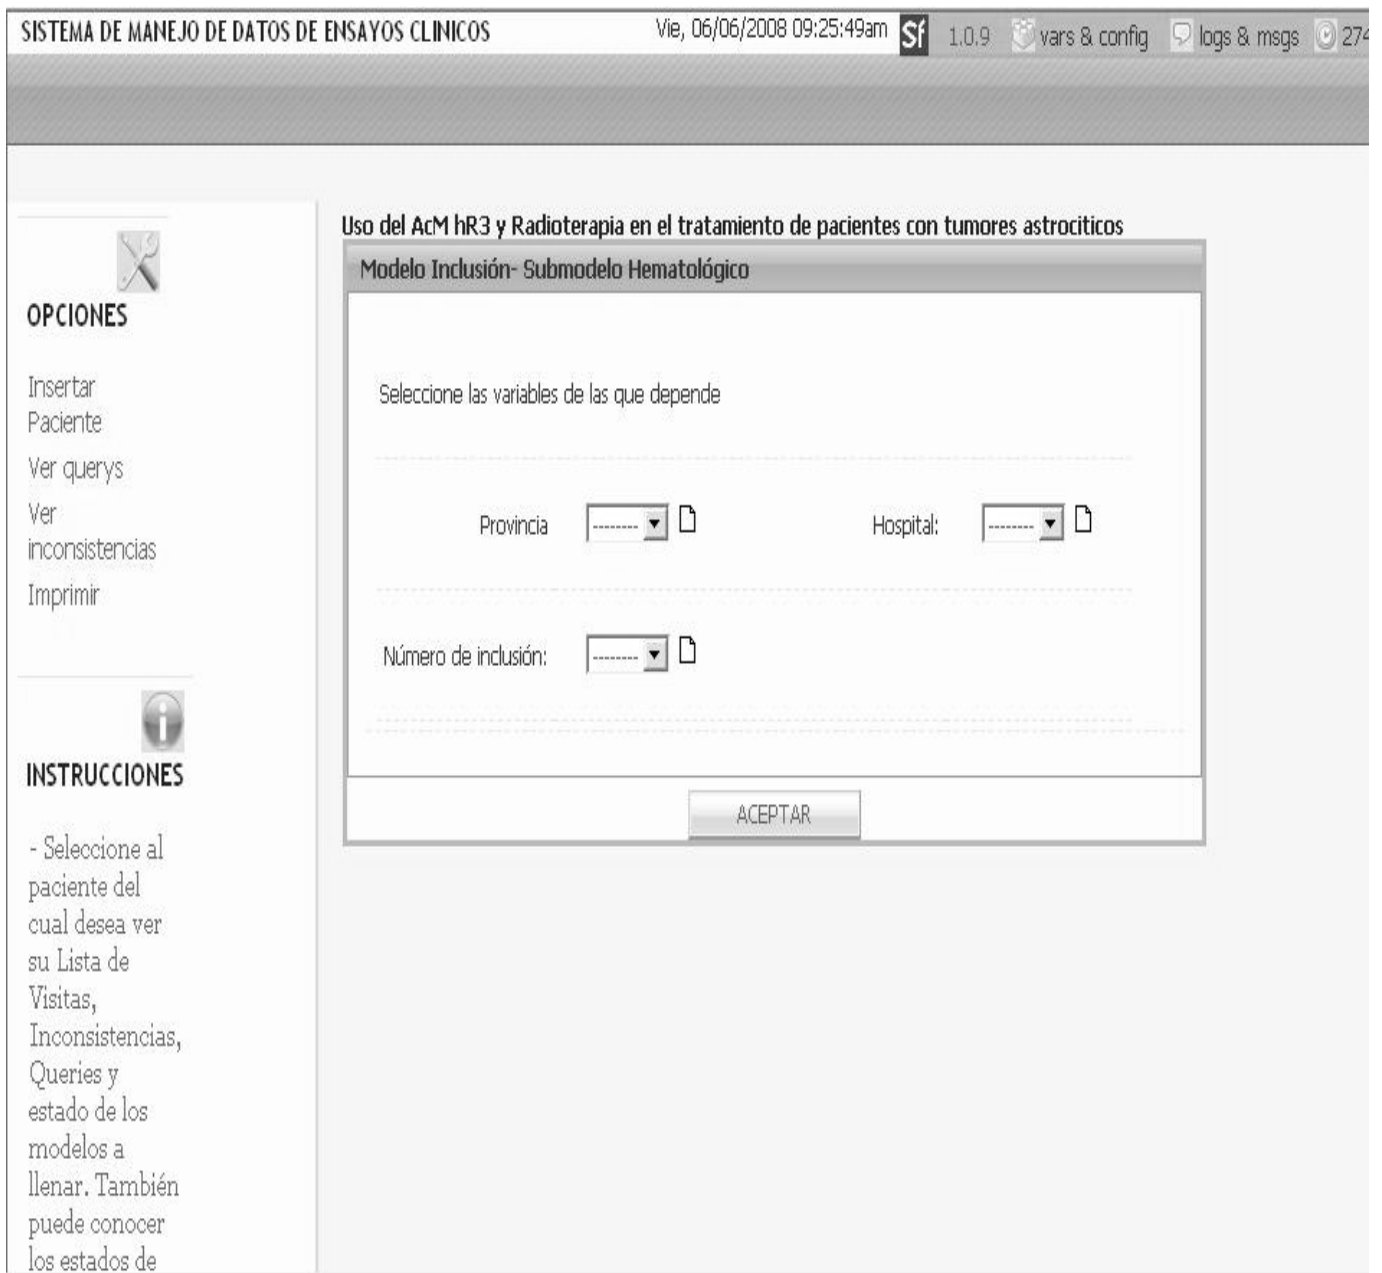 SISTEMA DE MANEJO DE DATOS DE ENSAYOS CLINICOS
Vie, 06/06/2008 09:25:49am Sf 1.0.9 vars & config logs & msgs 274
Uso del AcM hR3 y Radioterapia en el tratamiento de pacientes con tumores astrociticos
Modelo Inclusión- Submodelo Hematológico
OPCIONES
Insertar
Paciente
Ver querys
Ver
inconsistencias
Imprimir
Seleccione las variables de las que depende
Provincia -------- Hospital: --------
Número de inclusión: --------
ACEPTAR
INSTRUCCIONES
- Seleccione al
paciente del
cual desea ver
su Lista de
Visitas,
Inconsistencias,
Queries y
estado de los
modelos a
llenar. También
puede conocer
los estados de